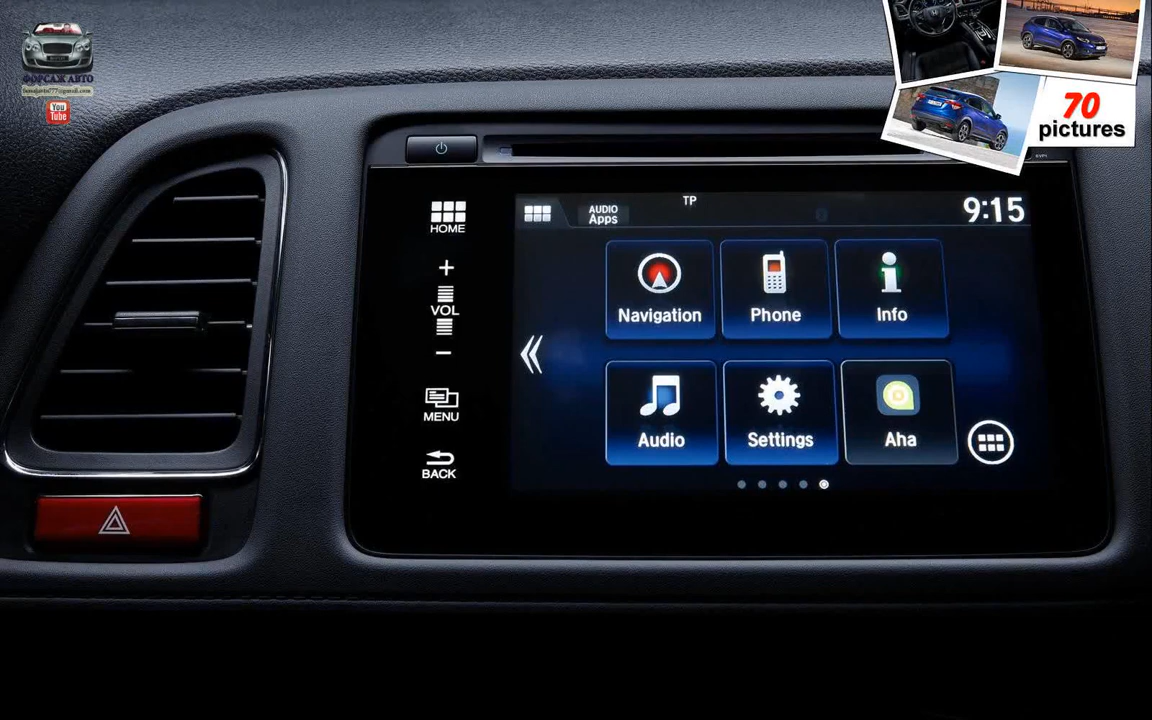 ФОРСАЖ АВТО
You
Tube
70
pictures
HOME
AUDIO
Apps
TP
9:15
+
VOL
−
Navigation
Phone
Info
MENU
Audio
Settings
Aha
BACK